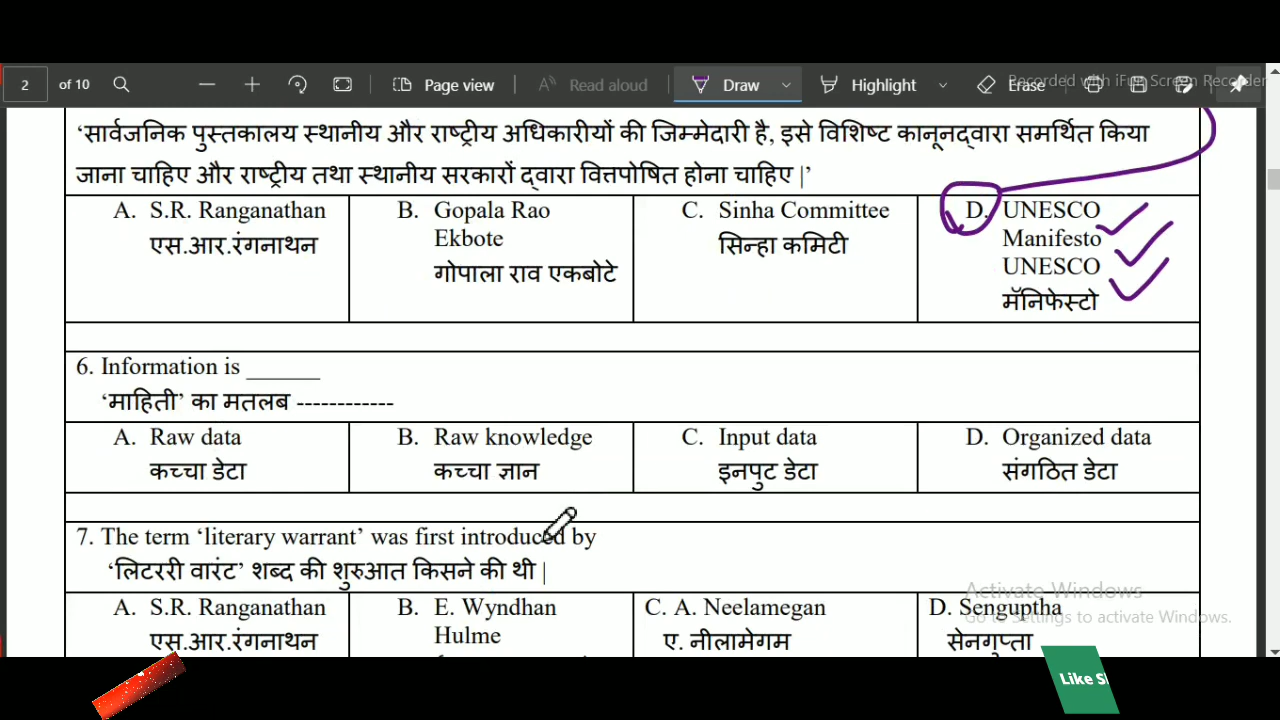 2 of 10 Page view Read aloud Draw Highlight Erase
Recorded with iFun Screen Recorder
‘सार्वजनिक पुस्तकालय स्थानीय और राष्ट्रीय अधिकारीयों की जिम्मेदारी है, इसे विशिष्ट कानूनद्वारा समर्थित किया
जाना चाहिए और राष्ट्रीय तथा स्थानीय सरकारों द्वारा वित्तपोषित होना चाहिए |’
A. S.R. Ranganathan
एस.आर.रंगनाथन
B. Gopala Rao
Ekbote
गोपाला राव एकबोटे
C. Sinha Committee
सिन्हा कमिटी
D. UNESCO
Manifesto
UNESCO
मॅनिफेस्टो
6. Information is ______
‘माहिती’ का मतलब ------------
A. Raw data
कच्चा डेटा
B. Raw knowledge
कच्चा ज्ञान
C. Input data
इनपुट डेटा
D. Organized data
संगठित डेटा
7. The term ‘literary warrant’ was first introduced by
‘लिटररी वारंट’ शब्द की शुरुआत किसने की थी |
A. S.R. Ranganathan
एस.आर.रंगनाथन
B. E. Wyndhan
Hulme
C. A. Neelamegan
ए. नीलामेगम
D. Senguptha
सेनगुप्ता
Activate Windows
Go to Settings to activate Windows.
Like